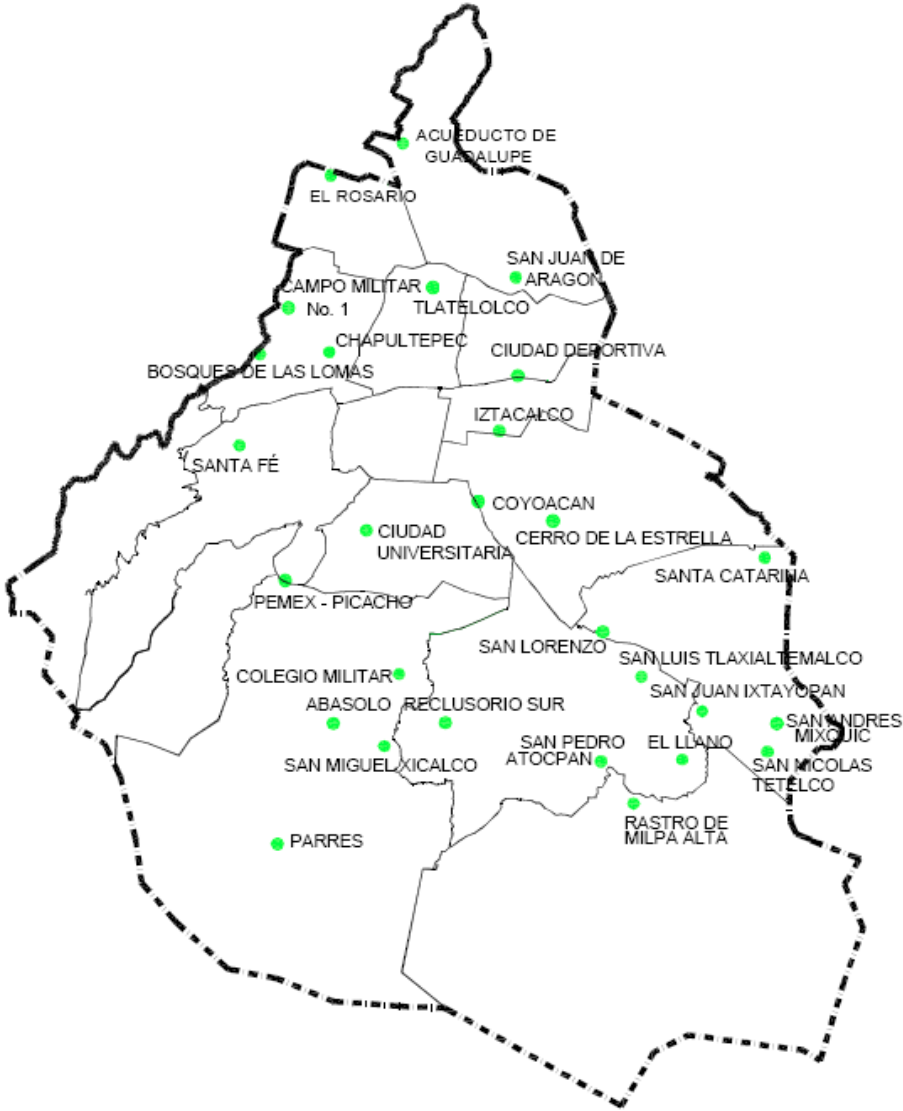 ACUEDUCTO DE
GUADALUPE
EL ROSARIO
SAN JUAN DE
ARAGON
CAMPO MILITAR
No. 1
TLATELOLCO
CHAPULTEPEC
CIUDAD DEPORTIVA
BOSQUES DE LAS LOMAS
IZTACALCO
SANTA FÉ
COYOACAN
CIUDAD
UNIVERSITARIA
CERRO DE LA ESTRELLA
SANTA CATARINA
PEMEX - PICACHO
SAN LORENZO
SAN LUIS TLAXIALTEMALCO
COLEGIO MILITAR
SAN JUAN IXTAYOPAN
ABASOLO
RECLUSORIO SUR
SAN ANDRES
MIXQUIC
SAN PEDRO
ATOCPAN
EL LLANO
SAN MIGUEL XICALCO
SAN NICOLAS
TETELCO
RASTRO DE
MILPA ALTA
PARRES